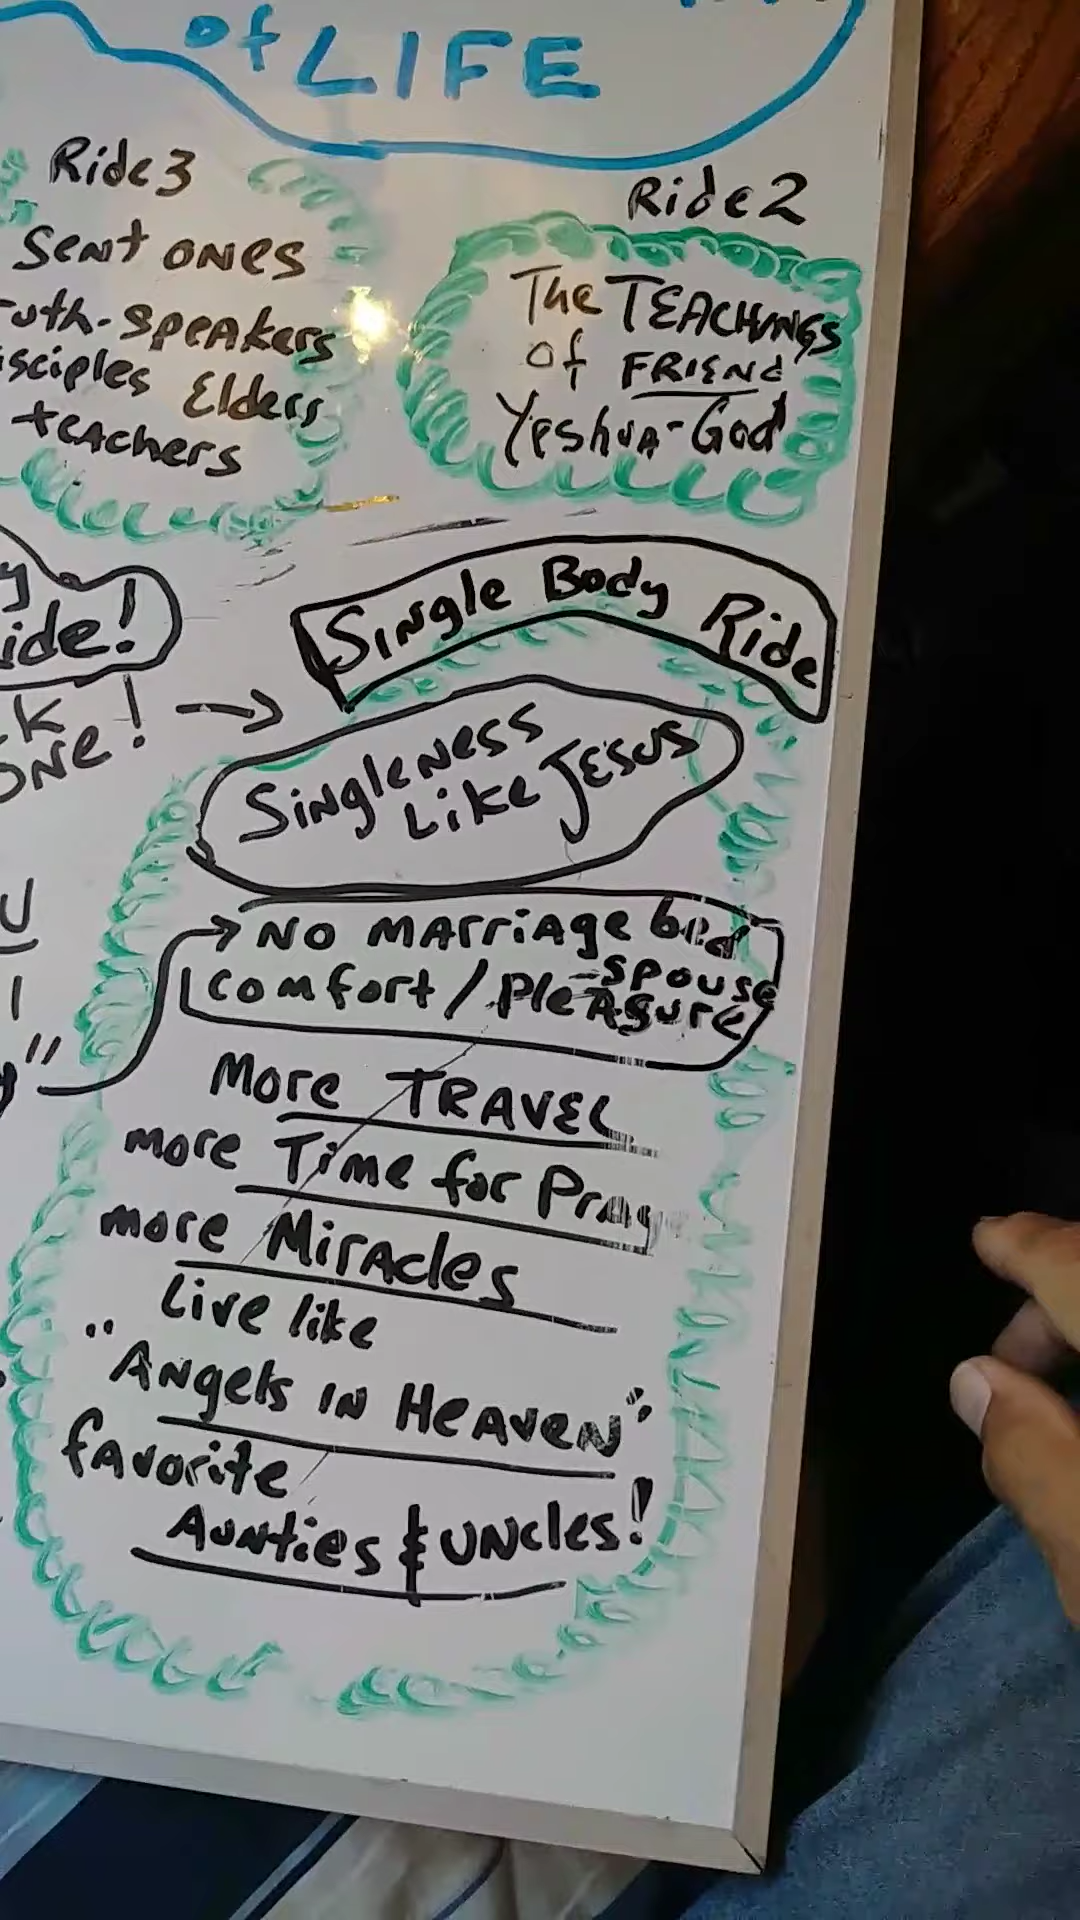 of LIFE
Ride 3
Sent ones
Speakers
Elders
teachers
Ride 2
The TEACHINGS
of FRIEND
Yeshua-God
ide!
ONE!
Single Body Ride
Singleness
Like Jesus
No marriage bed
-spouse
comfort / pleasure
More TRAVEL
more Time for Pray
more Miracles
Live like
"Angels in Heaven"
favorite
Aunties & uncles!